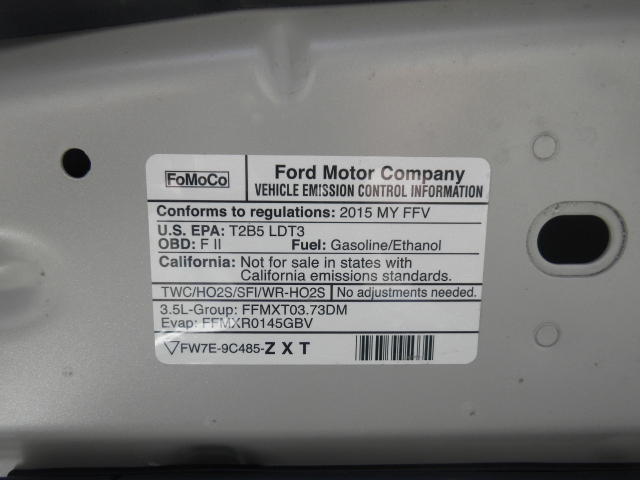 FoMoCo
Ford Motor Company
VEHICLE EMISSION CONTROL INFORMATION
Conforms to regulations: 2015 MY FFV
U.S. EPA: T2B5 LDT3
OBD: F II Fuel: Gasoline/Ethanol
California: Not for sale in states with
California emissions standards.
TWC/HO2S/SFI/WR-HO2S No adjustments needed.
3.5L-Group: FFMXT03.73DM
Evap: FFMXR0145GBV
FW7E-9C485-Z X T